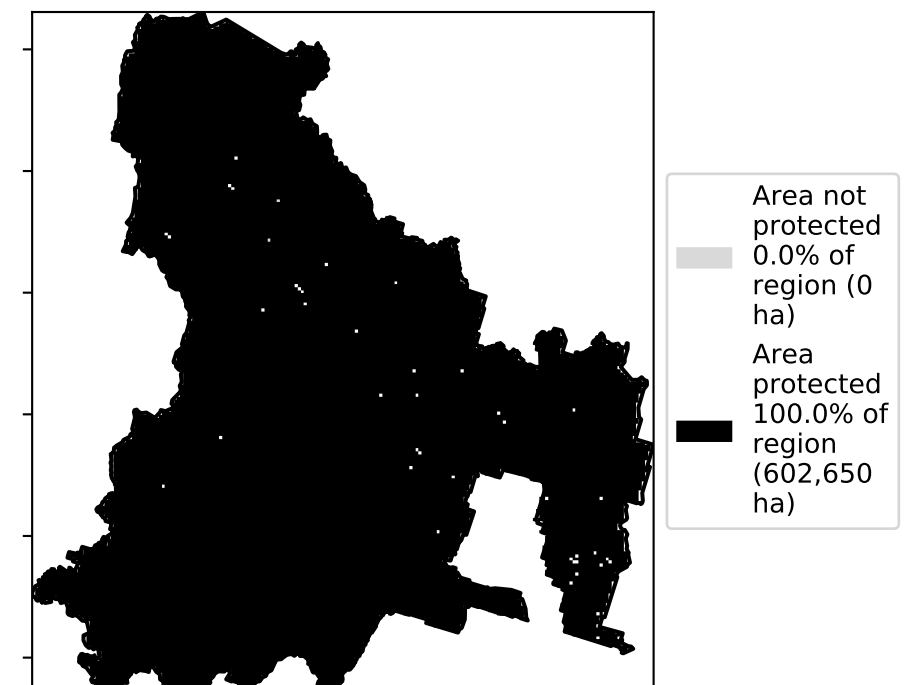 Area not
protected
0.0% of
region (0
ha)
Area
protected
100.0% of
region
(602,650
ha)